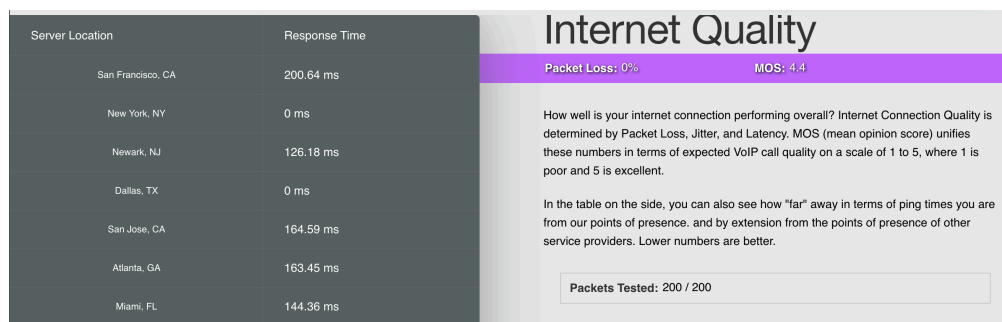 Server Location Response Time
San Francisco, CA 200.64 ms
New York, NY 0 ms
Newark, NJ 126.18 ms
Dallas, TX 0 ms
San Jose, CA 164.59 ms
Atlanta, GA 163.45 ms
Miami, FL 144.36 ms
Internet Quality
Packet Loss: 0% MOS: 4.4
How well is your internet connection performing overall? Internet Connection Quality is
determined by Packet Loss, Jitter, and Latency. MOS (mean opinion score) unifies
these numbers in terms of expected VoIP call quality on a scale of 1 to 5, where 1 is
poor and 5 is excellent.
In the table on the side, you can also see how "far" away in terms of ping times you are
from our points of presence. and by extension from the points of presence of other
service providers. Lower numbers are better.
Packets Tested: 200 / 200